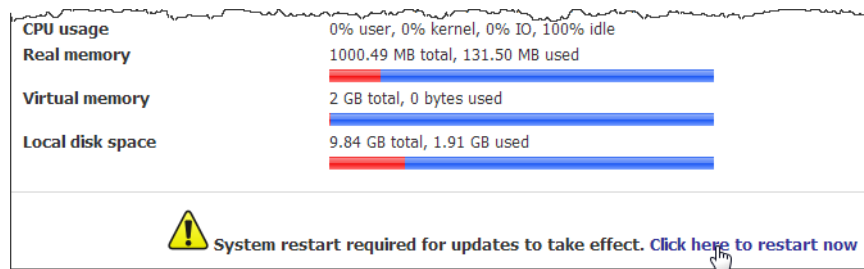 CPU usage 0% user, 0% kernel, 0% IO, 100% idle
Real memory 1000.49 MB total, 131.50 MB used
Virtual memory 2 GB total, 0 bytes used
Local disk space 9.84 GB total, 1.91 GB used
System restart required for updates to take effect. Click here to restart now